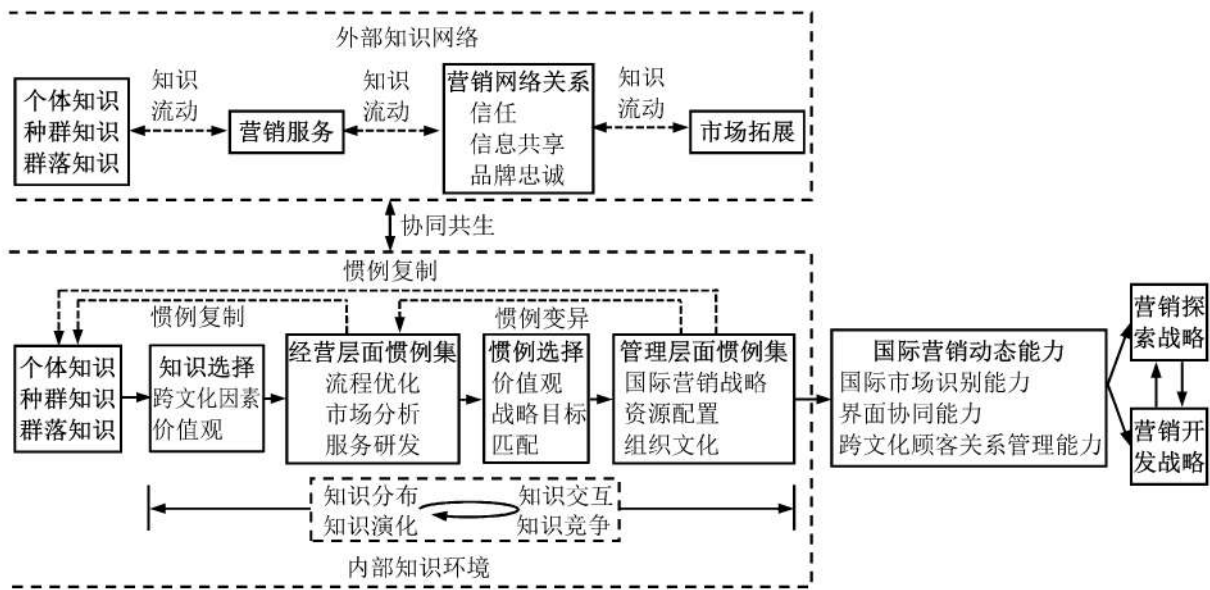 外部知识网络
个体知识
种群知识
群落知识
知识
流动
营销服务
知识
流动
营销网络关系
信任
信息共享
品牌忠诚
知识
流动
市场拓展
协同共生
惯例复制
惯例复制
惯例变异
个体知识
种群知识
群落知识
知识选择
跨文化因素
价值观
经营层面惯例集
流程优化
市场分析
服务研发
惯例选择
价值观
战略目标
匹配
管理层面惯例集
国际营销战略
资源配置
组织文化
国际营销动态能力
国际市场识别能力
界面协同能力
跨文化顾客关系管理能力
营销探
索战略
营销开
发战略
知识分布
知识演化
知识交互
知识竞争
内部知识环境